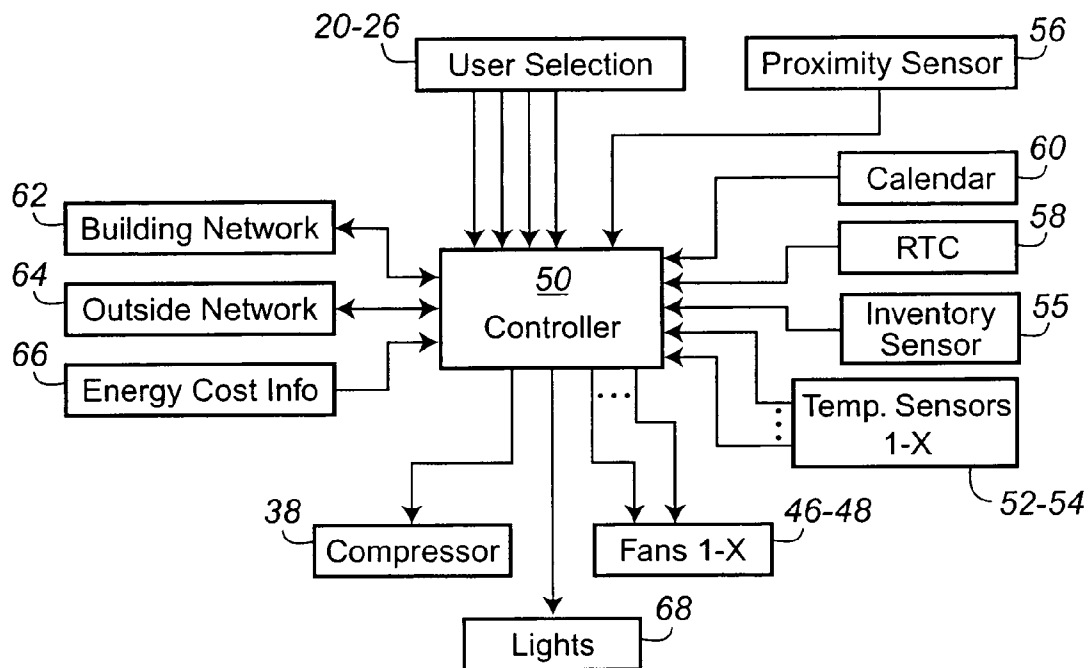 20-26
User Selection
56
Proximity Sensor
60
Calendar
62
Building Network
58
RTC
50
Controller
64
Outside Network
55
Inventory
Sensor
66
Energy Cost Info
Temp. Sensors
1-X
52-54
38
Compressor
46-48
Fans 1-X
68
Lights